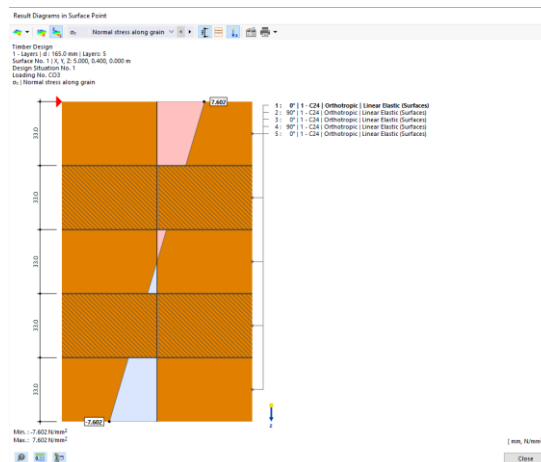 Result Diagrams in Surface Point
Normal stress along grain
Timber Design
1 - Layers | d : 165.0 mm | Layers: 5
Surface No. 1 | X, Y, Z: 5.000, 0.400, 0.000 m
Design Situation No. 1
Loading No. CO3
| Normal stress along grain
7.602
1 : 0° | 1 - C24 | Orthotropic | Linear Elastic (Surfaces)
2 : 90° | 1 - C24 | Orthotropic | Linear Elastic (Surfaces)
3 : 0° | 1 - C24 | Orthotropic | Linear Elastic (Surfaces)
4 : 90° | 1 - C24 | Orthotropic | Linear Elastic (Surfaces)
5 : 0° | 1 - C24 | Orthotropic | Linear Elastic (Surfaces)
33.0
33.0
33.0
33.0
33.0
-7.602
z
Min. : -7.602 N/mm²
Max. : 7.602 N/mm²
[ mm, N/mm
Close